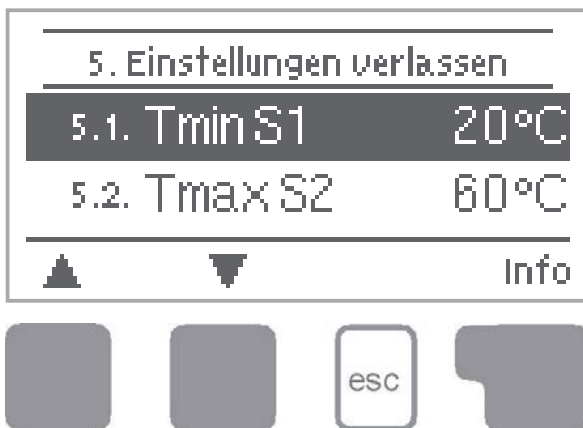 5. Einstellungen verlassen
5.1. Tmin S1 20°C
5.2. Tmax S2 60°C
Info
esc